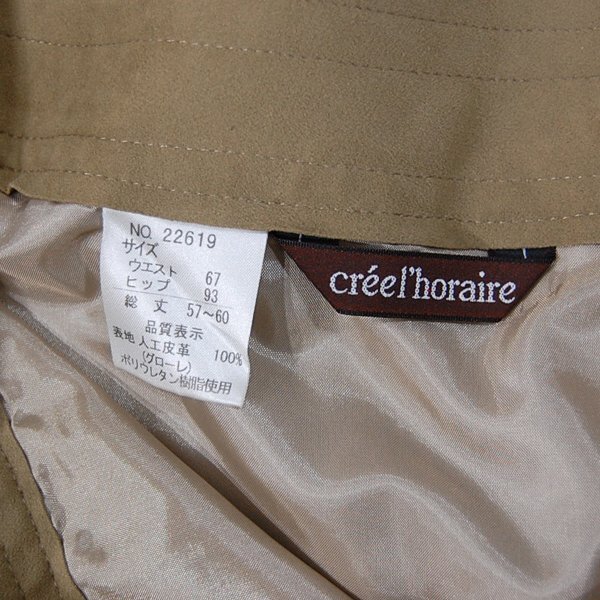 NO. 22619
サイズ
ウエスト 67
ヒップ 93
総丈 57〜60
品質表示
表地 人工皮革 100%
(グローレ)
ポリウレタン樹脂使用
créel'horaire